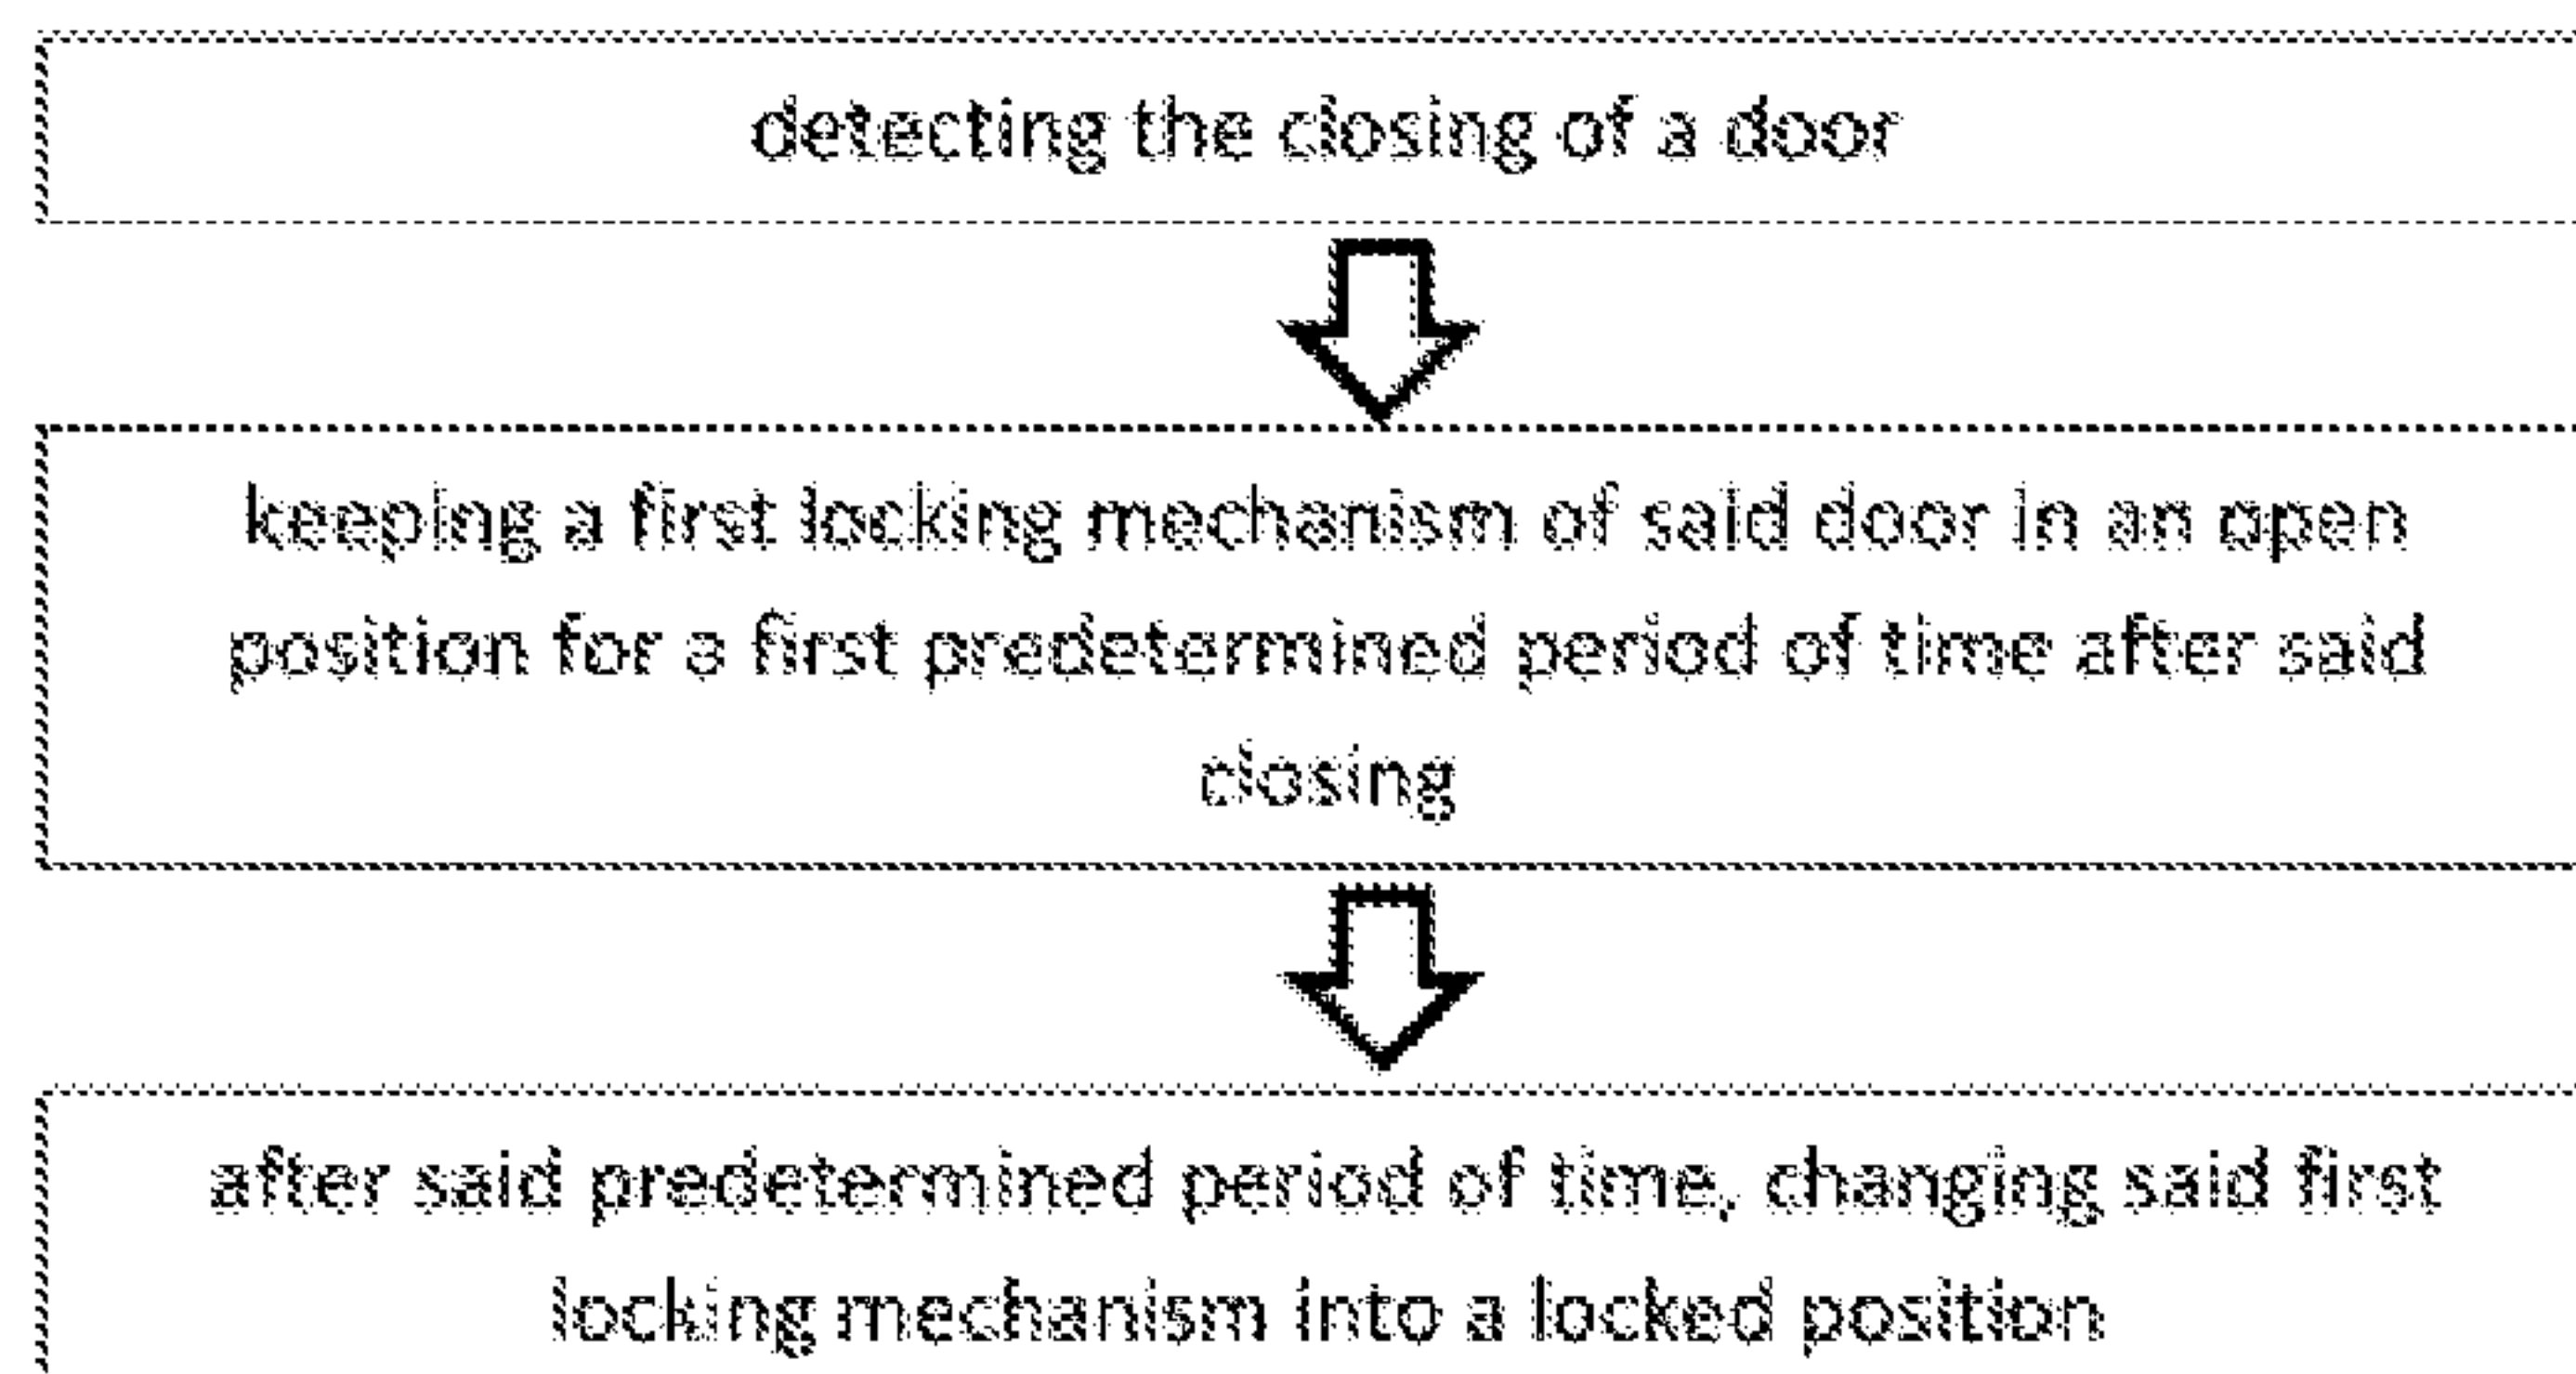 detecting the closing of a door
keeping a first locking mechanism of said door in an open
position for a first predetermined period of time after said
closing
after said predetermined period of time, changing said first
locking mechanism into a locked position